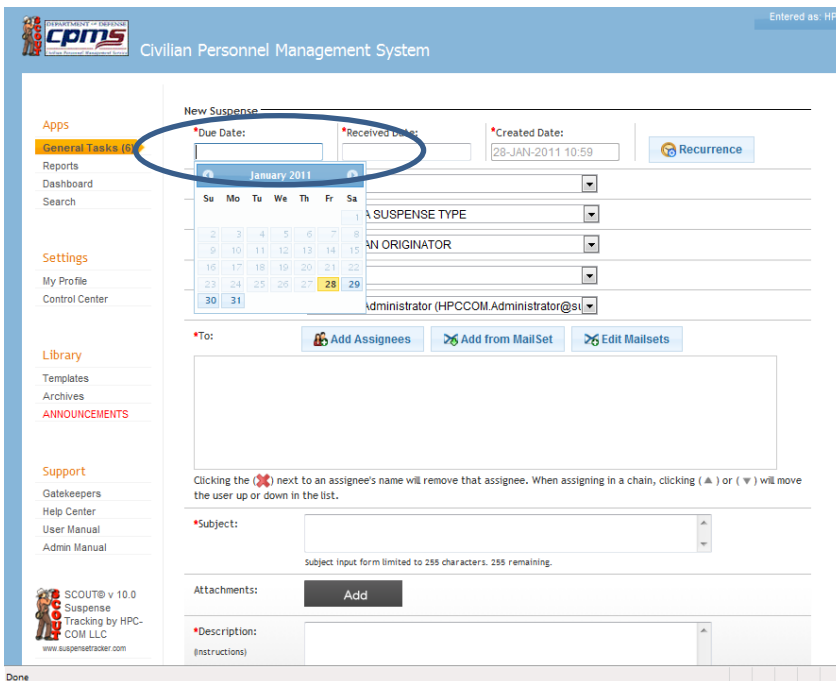 DEPARTMENT OF DEFENSE
cpms
Civilian Personnel Management Service
SCOUT
Civilian Personnel Management System
Entered as: HP
Apps
General Tasks (6)
Reports
Dashboard
Search
Settings
My Profile
Control Center
Library
Templates
Archives
ANNOUNCEMENTS
Support
Gatekeepers
Help Center
User Manual
Admin Manual
SCOUT
SCOUT® v 10.0
Suspense
Tracking by HPC-
COM LLC
www.suspensetracker.com
New Suspense
*Due Date: *Received Date: *Created Date:
28-JAN-2011 10:59 Recurrence
January 2011
Su Mo Tu We Th Fr Sa
1
2 3 4 5 6 7 8
9 10 11 12 13 14 15
16 17 18 19 20 21 22
23 24 25 26 27 28 29
30 31
A SUSPENSE TYPE
AN ORIGINATOR
Administrator (HPCCOM.Administrator@su
*To: Add Assignees Add from MailSet Edit Mailsets
Clicking the (✖) next to an assignee's name will remove that assignee. When assigning in a chain, clicking (▲) or (▼) will move
the user up or down in the list.
*Subject:
Subject input form limited to 255 characters. 255 remaining.
Attachments: Add
*Description:
(Instructions)
Done